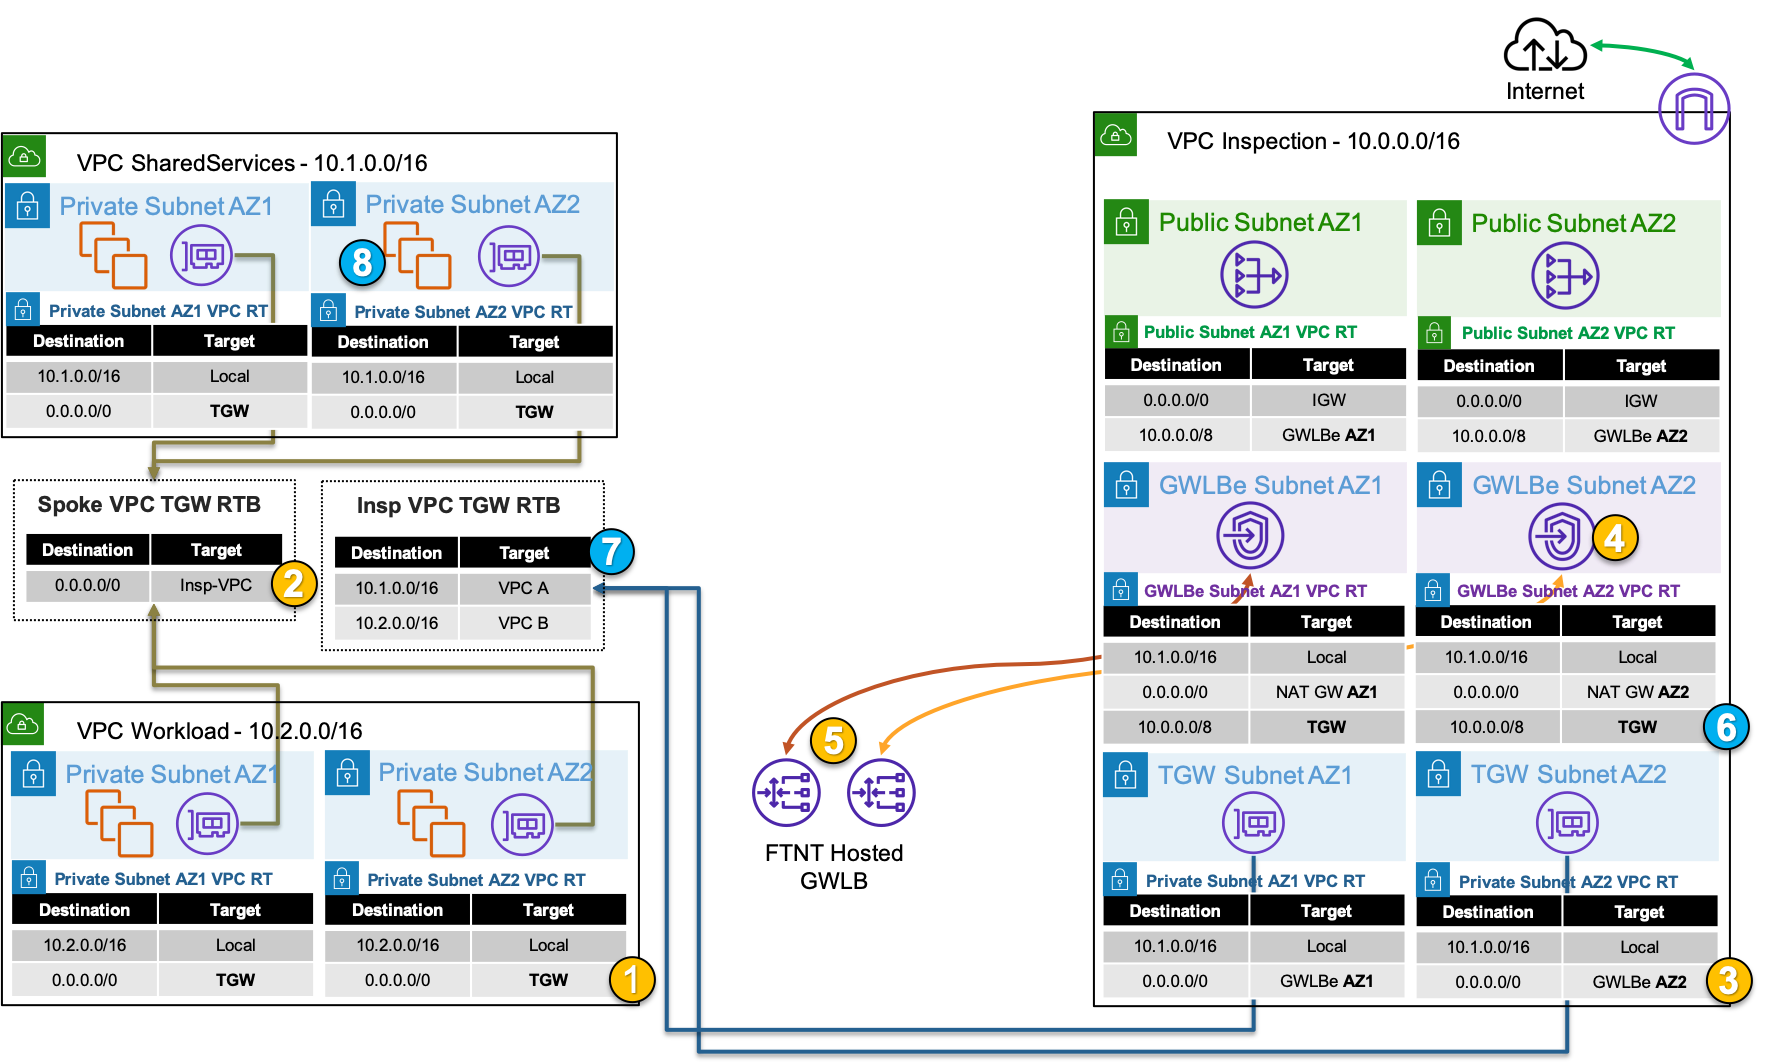 Internet
VPC SharedServices - 10.1.0.0/16
Private Subnet AZ1
Private Subnet AZ2
8
Private Subnet AZ1 VPC RT
Destination Target
10.1.0.0/16 Local
0.0.0.0/0 TGW
Private Subnet AZ2 VPC RT
Destination Target
10.1.0.0/16 Local
0.0.0.0/0 TGW
Spoke VPC TGW RTB
Destination Target
0.0.0.0/0 Insp-VPC
2
Insp VPC TGW RTB
Destination Target
7
10.1.0.0/16 VPC A
10.2.0.0/16 VPC B
VPC Workload - 10.2.0.0/16
Private Subnet AZ1
Private Subnet AZ2
Private Subnet AZ1 VPC RT
Destination Target
10.2.0.0/16 Local
0.0.0.0/0 TGW
Private Subnet AZ2 VPC RT
Destination Target
10.2.0.0/16 Local
0.0.0.0/0 TGW
1
5
FTNT Hosted
GWLB
VPC Inspection - 10.0.0.0/16
Public Subnet AZ1
Public Subnet AZ2
Public Subnet AZ1 VPC RT
Destination Target
0.0.0.0/0 IGW
10.0.0.0/8 GWLBe AZ1
Public Subnet AZ2 VPC RT
Destination Target
0.0.0.0/0 IGW
10.0.0.0/8 GWLBe AZ2
GWLBe Subnet AZ1
GWLBe Subnet AZ2
4
GWLBe Subnet AZ1 VPC RT
Destination Target
10.1.0.0/16 Local
0.0.0.0/0 NAT GW AZ1
10.0.0.0/8 TGW
GWLBe Subnet AZ2 VPC RT
Destination Target
10.1.0.0/16 Local
0.0.0.0/0 NAT GW AZ2
10.0.0.0/8 TGW
6
TGW Subnet AZ1
TGW Subnet AZ2
Private Subnet AZ1 VPC RT
Destination Target
10.1.0.0/16 Local
0.0.0.0/0 GWLBe AZ1
Private Subnet AZ2 VPC RT
Destination Target
10.1.0.0/16 Local
0.0.0.0/0 GWLBe AZ2
3